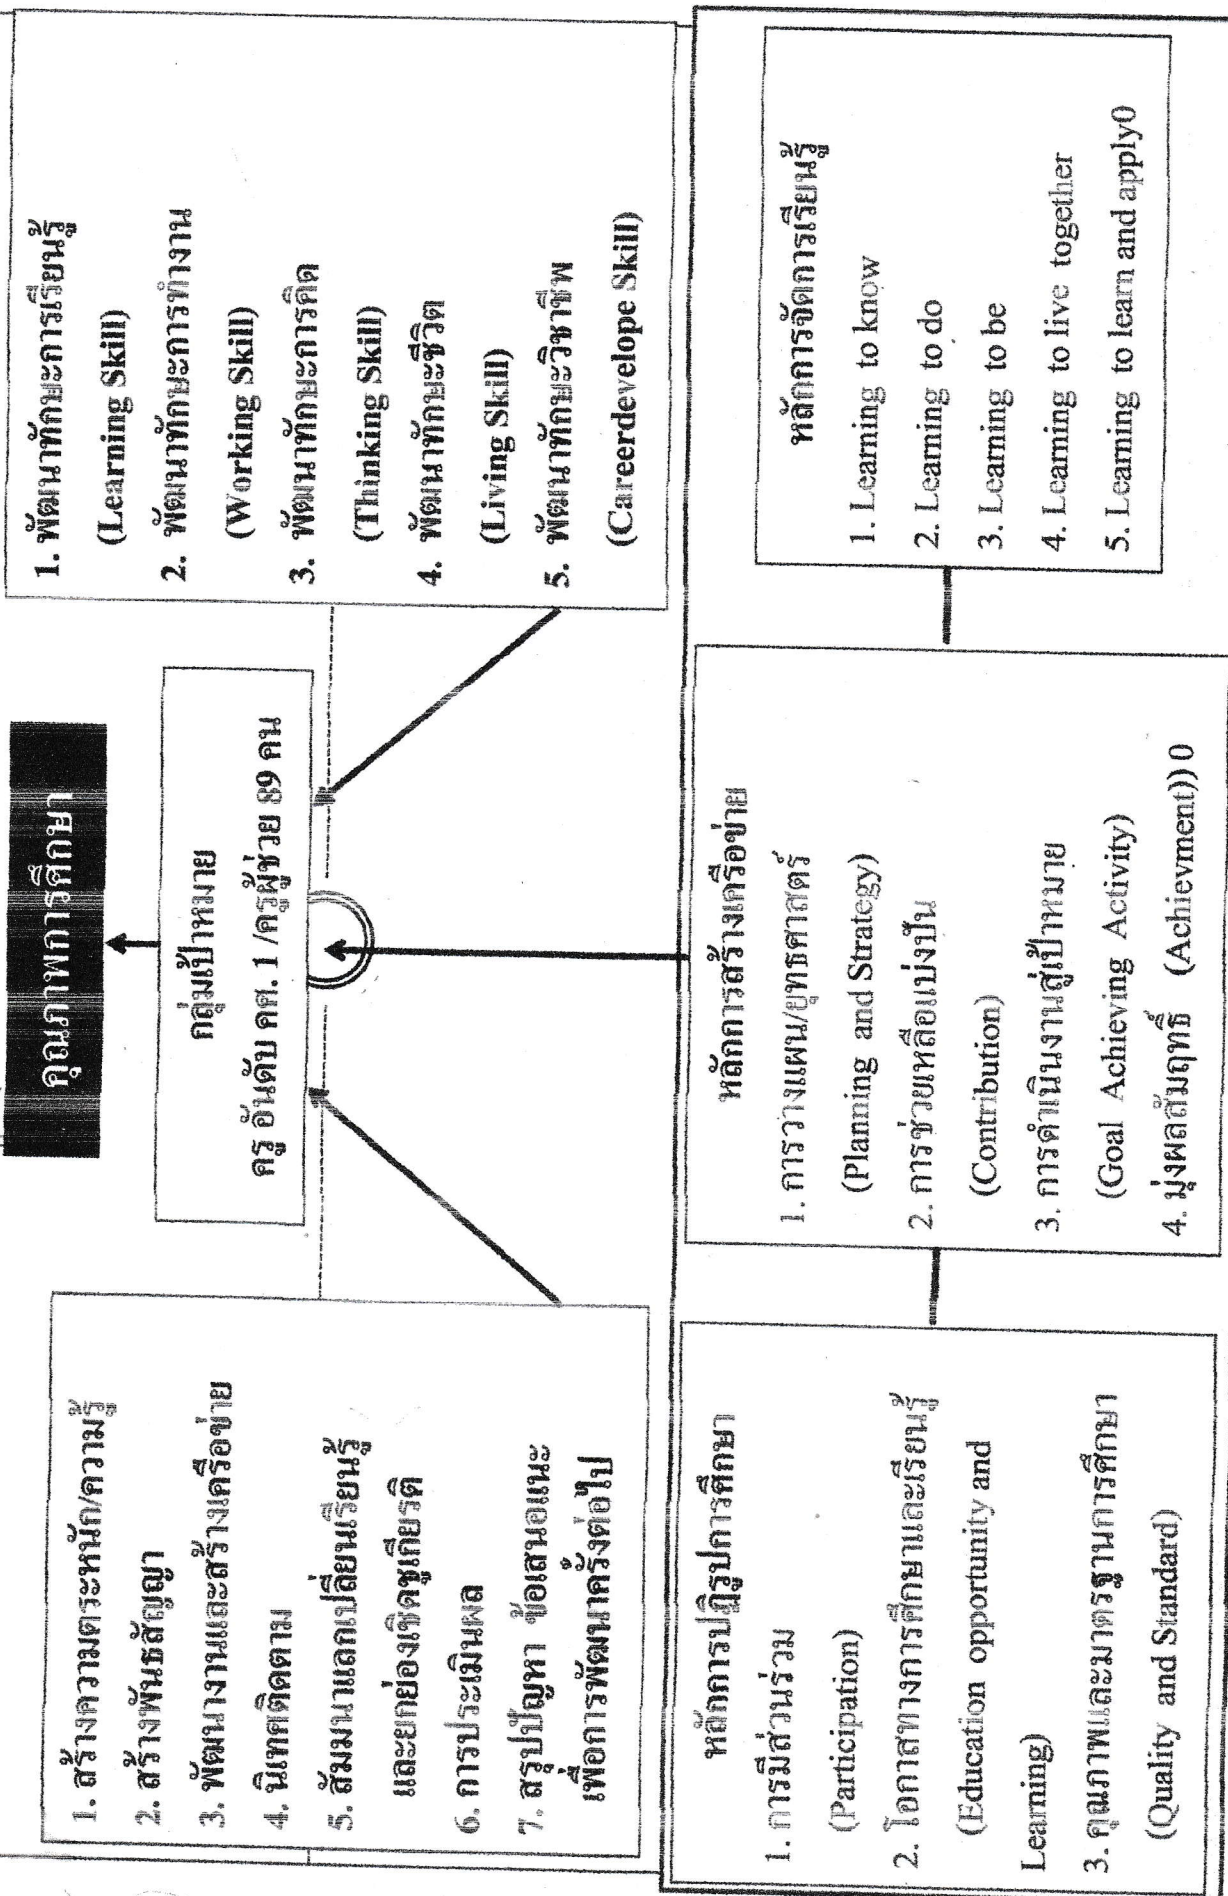 คุณภาพการศึกษา
กลุ่มเป้าหมาย
ครู อันดับ คศ. 1 /ครูผู้ช่วย 89 คน
1. สร้างความตระหนัก/ความรู้
2. สร้างพันธสัญญา
3. พัฒนางานและสร้างเครือข่าย
4. นิเทศติดตาม
5. สัมมนาแลกเปลี่ยนเรียนรู้
และยกย่องเชิดชูเกียรติ
6. การประเมินผล
7. สรุปปัญหา ข้อเสนอแนะ
เพื่อการพัฒนาครั้งต่อไป
1. พัฒนาทักษะการเรียนรู้
(Learning Skill)
2. พัฒนาทักษะการทำงาน
(Working Skill)
3. พัฒนาทักษะการคิด
(Thinking Skill)
4. พัฒนาทักษะชีวิต
(Living Skill)
5. พัฒนาทักษะวิชาชีพ
(Careerdevelope Skill)
หลักการปฏิรูปการศึกษา
1. การมีส่วนร่วม
(Participation)
2. โอกาสทางการศึกษาและเรียนรู้
(Education opportunity and
Learning)
3. คุณภาพและมาตรฐานการศึกษา
((Quality and Standard)
หลักการสร้างเครือข่าย
1. การวางแผน/ยุทธศาสตร์
(Planning and Strategy)
2. การช่วยเหลือแบ่งปัน
(Contribution)
3. การดำเนินงานสู่เป้าหมาย
(Goal Achieving Activity)
4. มุ่งผลสัมฤทธิ์ (Achievment)) 0
หลักการจัดการเรียนรู้
1. Learning to know
2. Learning to do
3. Learning to be
4. Learning to live together
5. Learning to learn and apply0